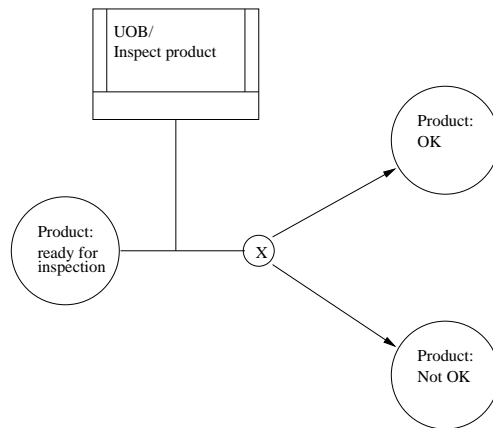 UOB/
Inspect product
Product:
OK
Product:
ready for
inspection
X
Product:
Not OK